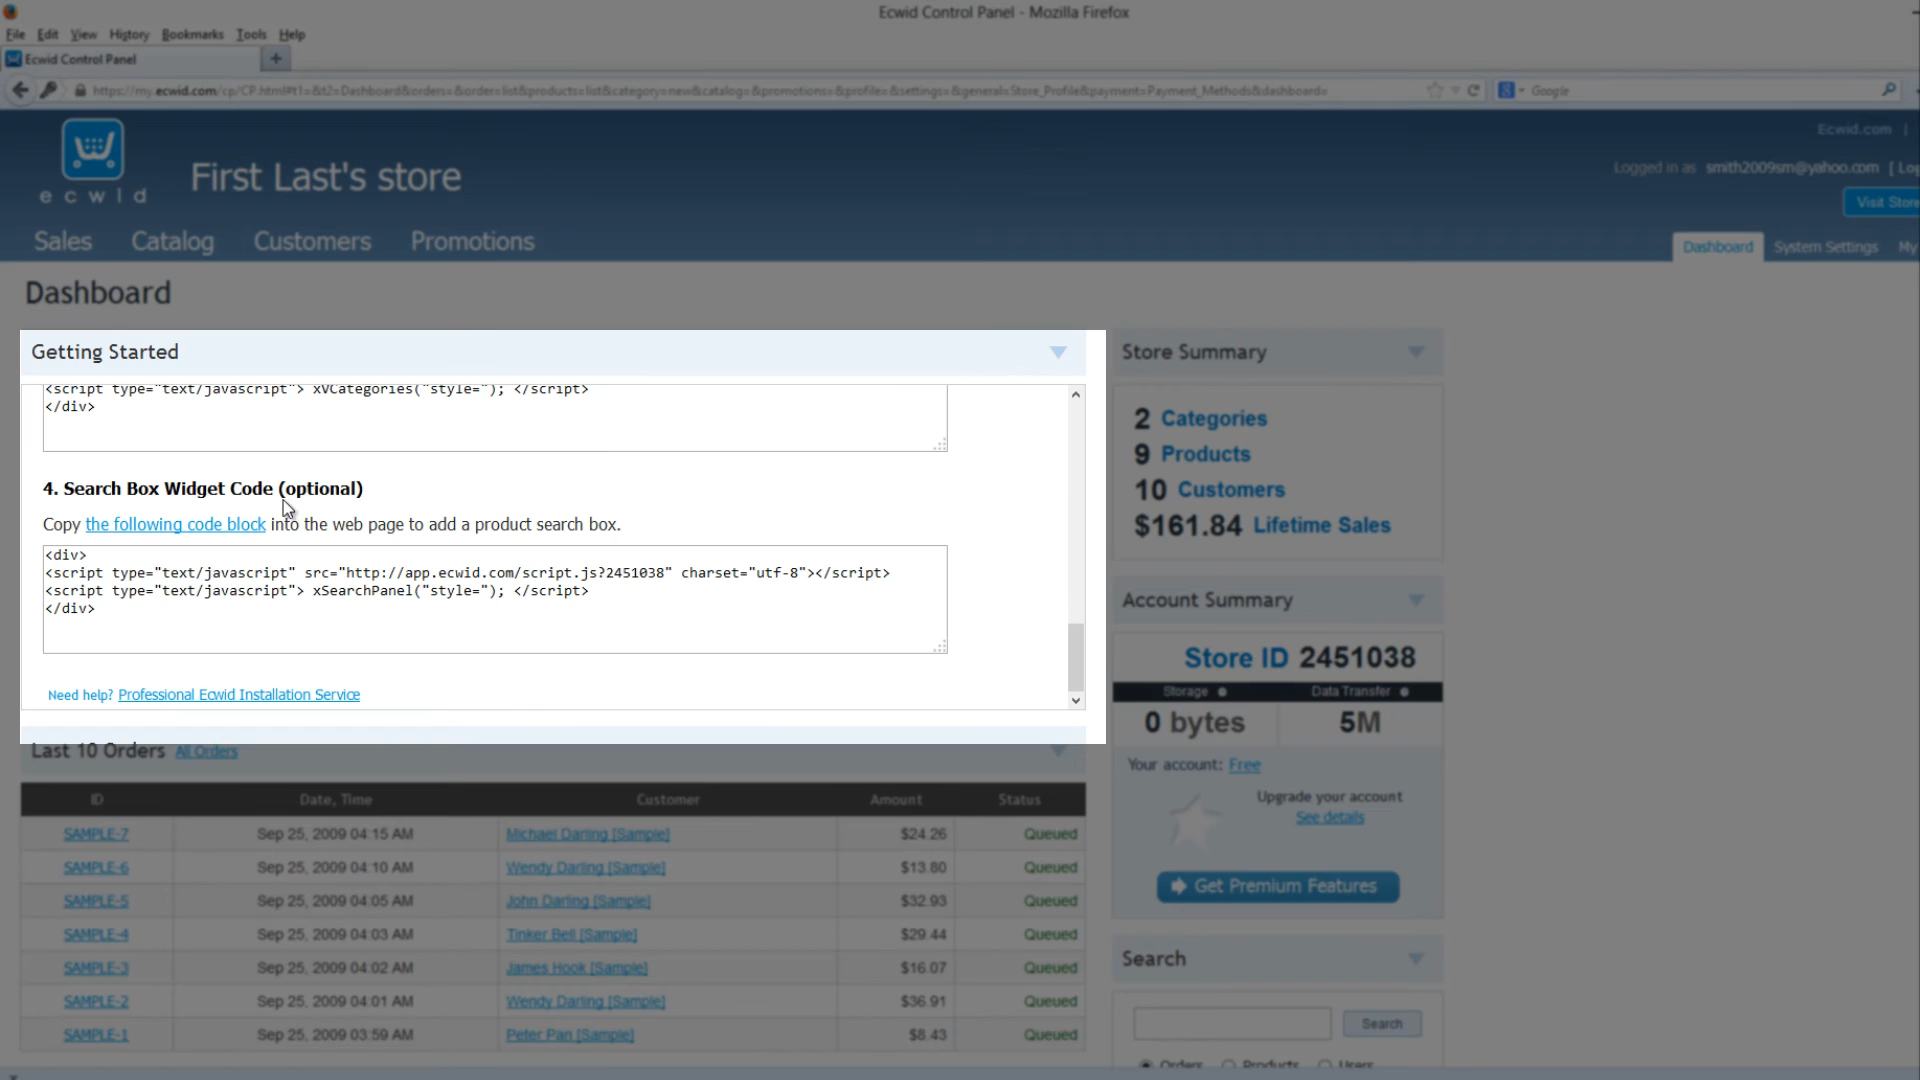 Ecwid Control Panel - Mozilla Firefox
File Edit View History Bookmarks Tools Help
Ecwid Control Panel
https://my.ecwid.com/cp/CP.html#t1=&t2=Dashboard&orders=&order=list&products=list&category=new&catalog=&promotions=&profile=&settings=&general=Store_Profile&payment=Payment_Methods&dashboard=
Google
Ecwid.com |
ecwid
First Last's store
Logged in as smith2009sm@yahoo.com [ Log
Visit Store
Sales Catalog Customers Promotions
Dashboard System Settings My
Dashboard
Getting Started
<script type="text/javascript"> xVCategories("style="); </script>
</div>
4. Search Box Widget Code (optional)
Copy the following code block into the web page to add a product search box.
<div>
<script type="text/javascript" src="http://app.ecwid.com/script.js?2451038" charset="utf-8"></script>
<script type="text/javascript"> xSearchPanel("style="); </script>
</div>
Need help? Professional Ecwid Installation Service
Last 10 Orders All Orders
ID Date, Time Customer Amount Status
SAMPLE-7 Sep 25, 2009 04:15 AM Michael Darling [Sample] $24.26 Queued
SAMPLE-6 Sep 25, 2009 04:10 AM Wendy Darling [Sample] $13.80 Queued
SAMPLE-5 Sep 25, 2009 04:05 AM John Darling [Sample] $32.93 Queued
SAMPLE-4 Sep 25, 2009 04:03 AM Tinker Bell [Sample] $29.44 Queued
SAMPLE-3 Sep 25, 2009 04:02 AM James Hook [Sample] $16.07 Queued
SAMPLE-2 Sep 25, 2009 04:01 AM Wendy Darling [Sample] $36.91 Queued
SAMPLE-1 Sep 25, 2009 03:59 AM Peter Pan [Sample] $8.43 Queued
Store Summary
2 Categories
9 Products
10 Customers
$161.84 Lifetime Sales
Account Summary
Store ID 2451038
Storage Data Transfer
0 bytes 5M
Your account: Free
Upgrade your account
See details
Get Premium Features
Search
Search
Orders Products Users